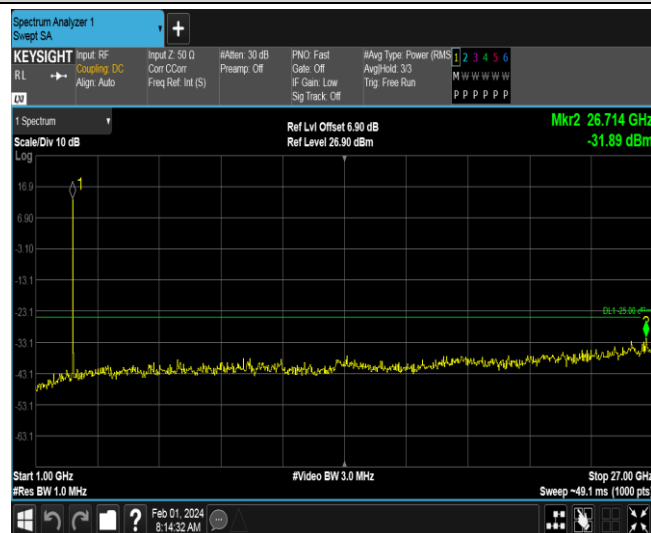 Spectrum Analyzer 1
Swept SA
+
KEYSIGHT Input: RF Input Z: 50 Ω #Atten: 30 dB PNO: Fast #Avg Type: Power (RMS 1 2 3 4 5 6
RL Coupling: DC Corr CCorr Preamp: Off Gate: Off Avg|Hold: 3/3 M W W W W W
Align: Auto Freq Ref: Int (S) IF Gain: Low Trig: Free Run
LXI Sig Track: Off P P P P P P
1 Spectrum Ref Lvl Offset 6.90 dB Mkr2 26.714 GHz
Scale/Div 10 dB Ref Level 26.90 dBm -31.89 dBm
Log
16.9
1
6.90
-3.10
-13.1
-23.1
DL1 -25.00 dBm
2
-33.1
-43.1
-53.1
-63.1
Start 1.00 GHz #Video BW 3.0 MHz Stop 27.00 GHz
#Res BW 1.0 MHz Sweep ~49.1 ms (1000 pts)
? Feb 01, 2024
8:14:32 AM